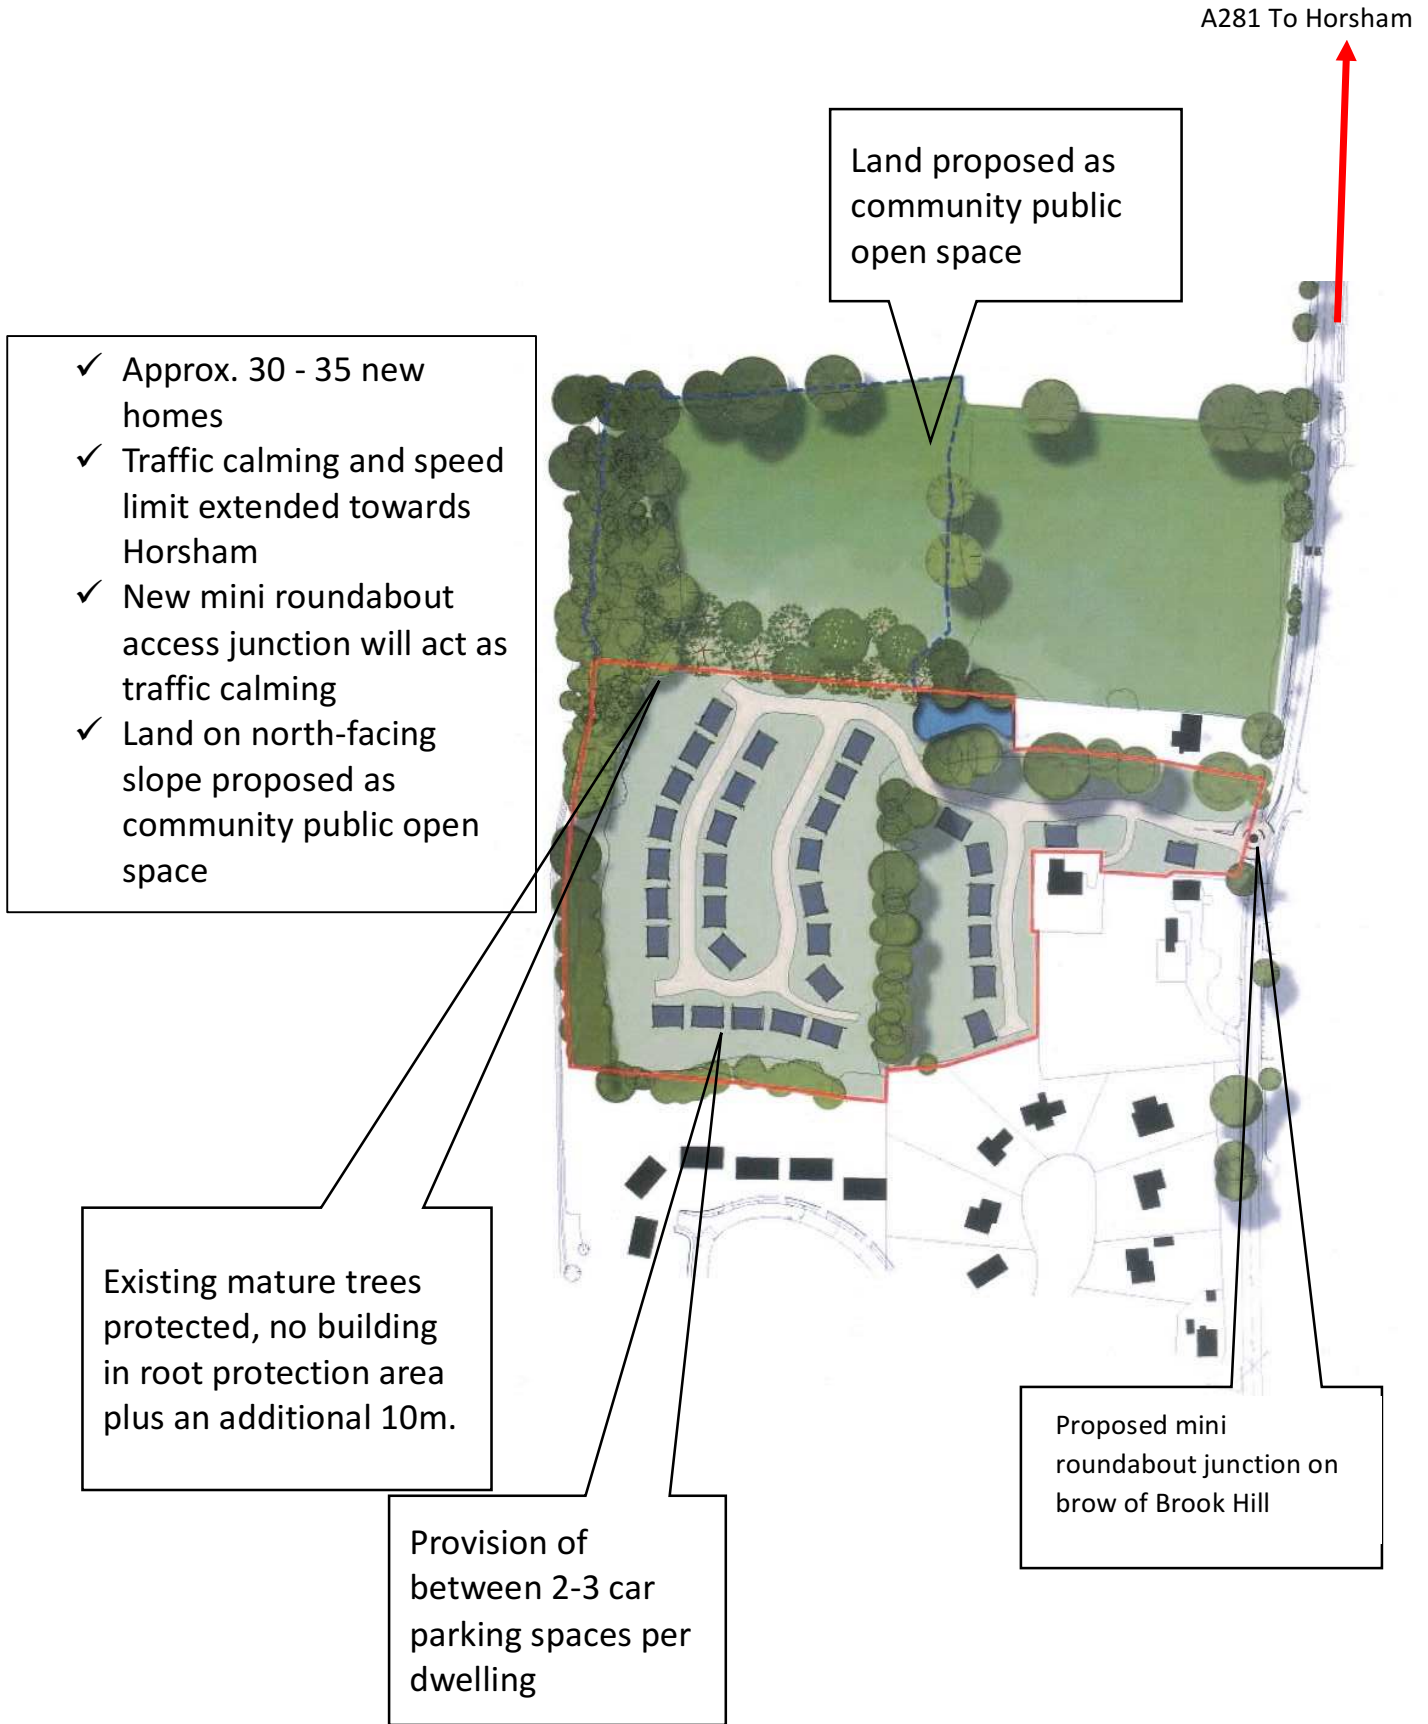 A281 To Horsham
Land proposed as
community public
open space
✓ Approx. 30 - 35 new
homes
✓ Traffic calming and speed
limit extended towards
Horsham
✓ New mini roundabout
access junction will act as
traffic calming
✓ Land on north-facing
slope proposed as
community public open
space
Existing mature trees
protected, no building
in root protection area
plus an additional 10m.
Provision of
between 2-3 car
parking spaces per
dwelling
Proposed mini
roundabout junction on
brow of Brook Hill